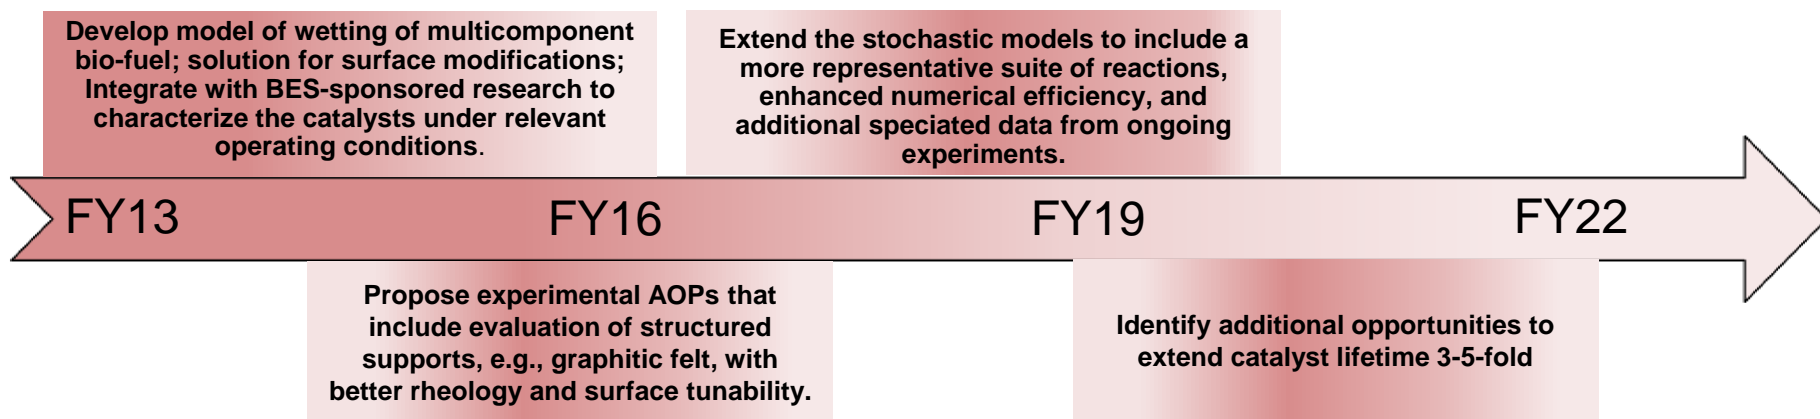 Develop model of wetting of multicomponent
bio-fuel; solution for surface modifications;
Integrate with BES-sponsored research to
characterize the catalysts under relevant
operating conditions.
Extend the stochastic models to include a
more representative suite of reactions,
enhanced numerical efficiency, and
additional speciated data from ongoing
experiments.
FY13 FY16 FY19 FY22
Propose experimental AOPs that
include evaluation of structured
supports, e.g., graphitic felt, with
better rheology and surface tunability.
Identify additional opportunities to
extend catalyst lifetime 3-5-fold